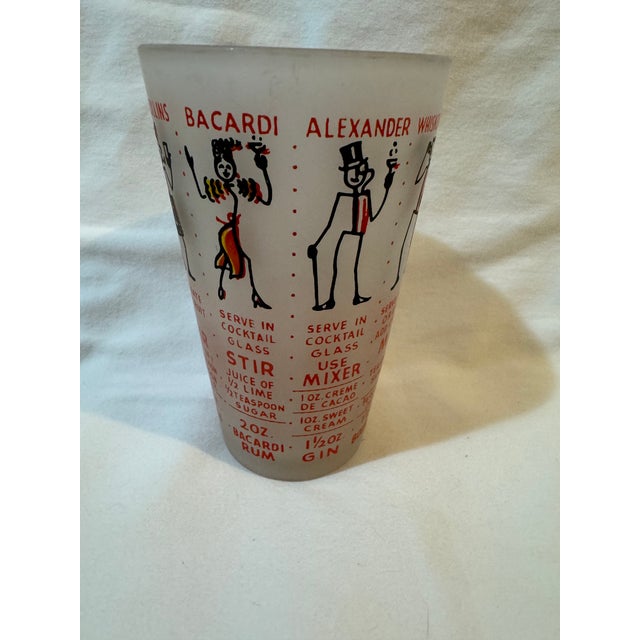 BACARDI
SERVE IN
COCKTAIL
GLASS
STIR
JUICE OF
1/2 LIME
1/2 TEASPOON
SUGAR
2 OZ.
BACARDI
RUM
ALEXANDER
SERVE IN
COCKTAIL
GLASS
USE
MIXER
1 OZ. CREME
DE CACAO
1 OZ. SWEET
CREAM
1 1/2 OZ
GIN